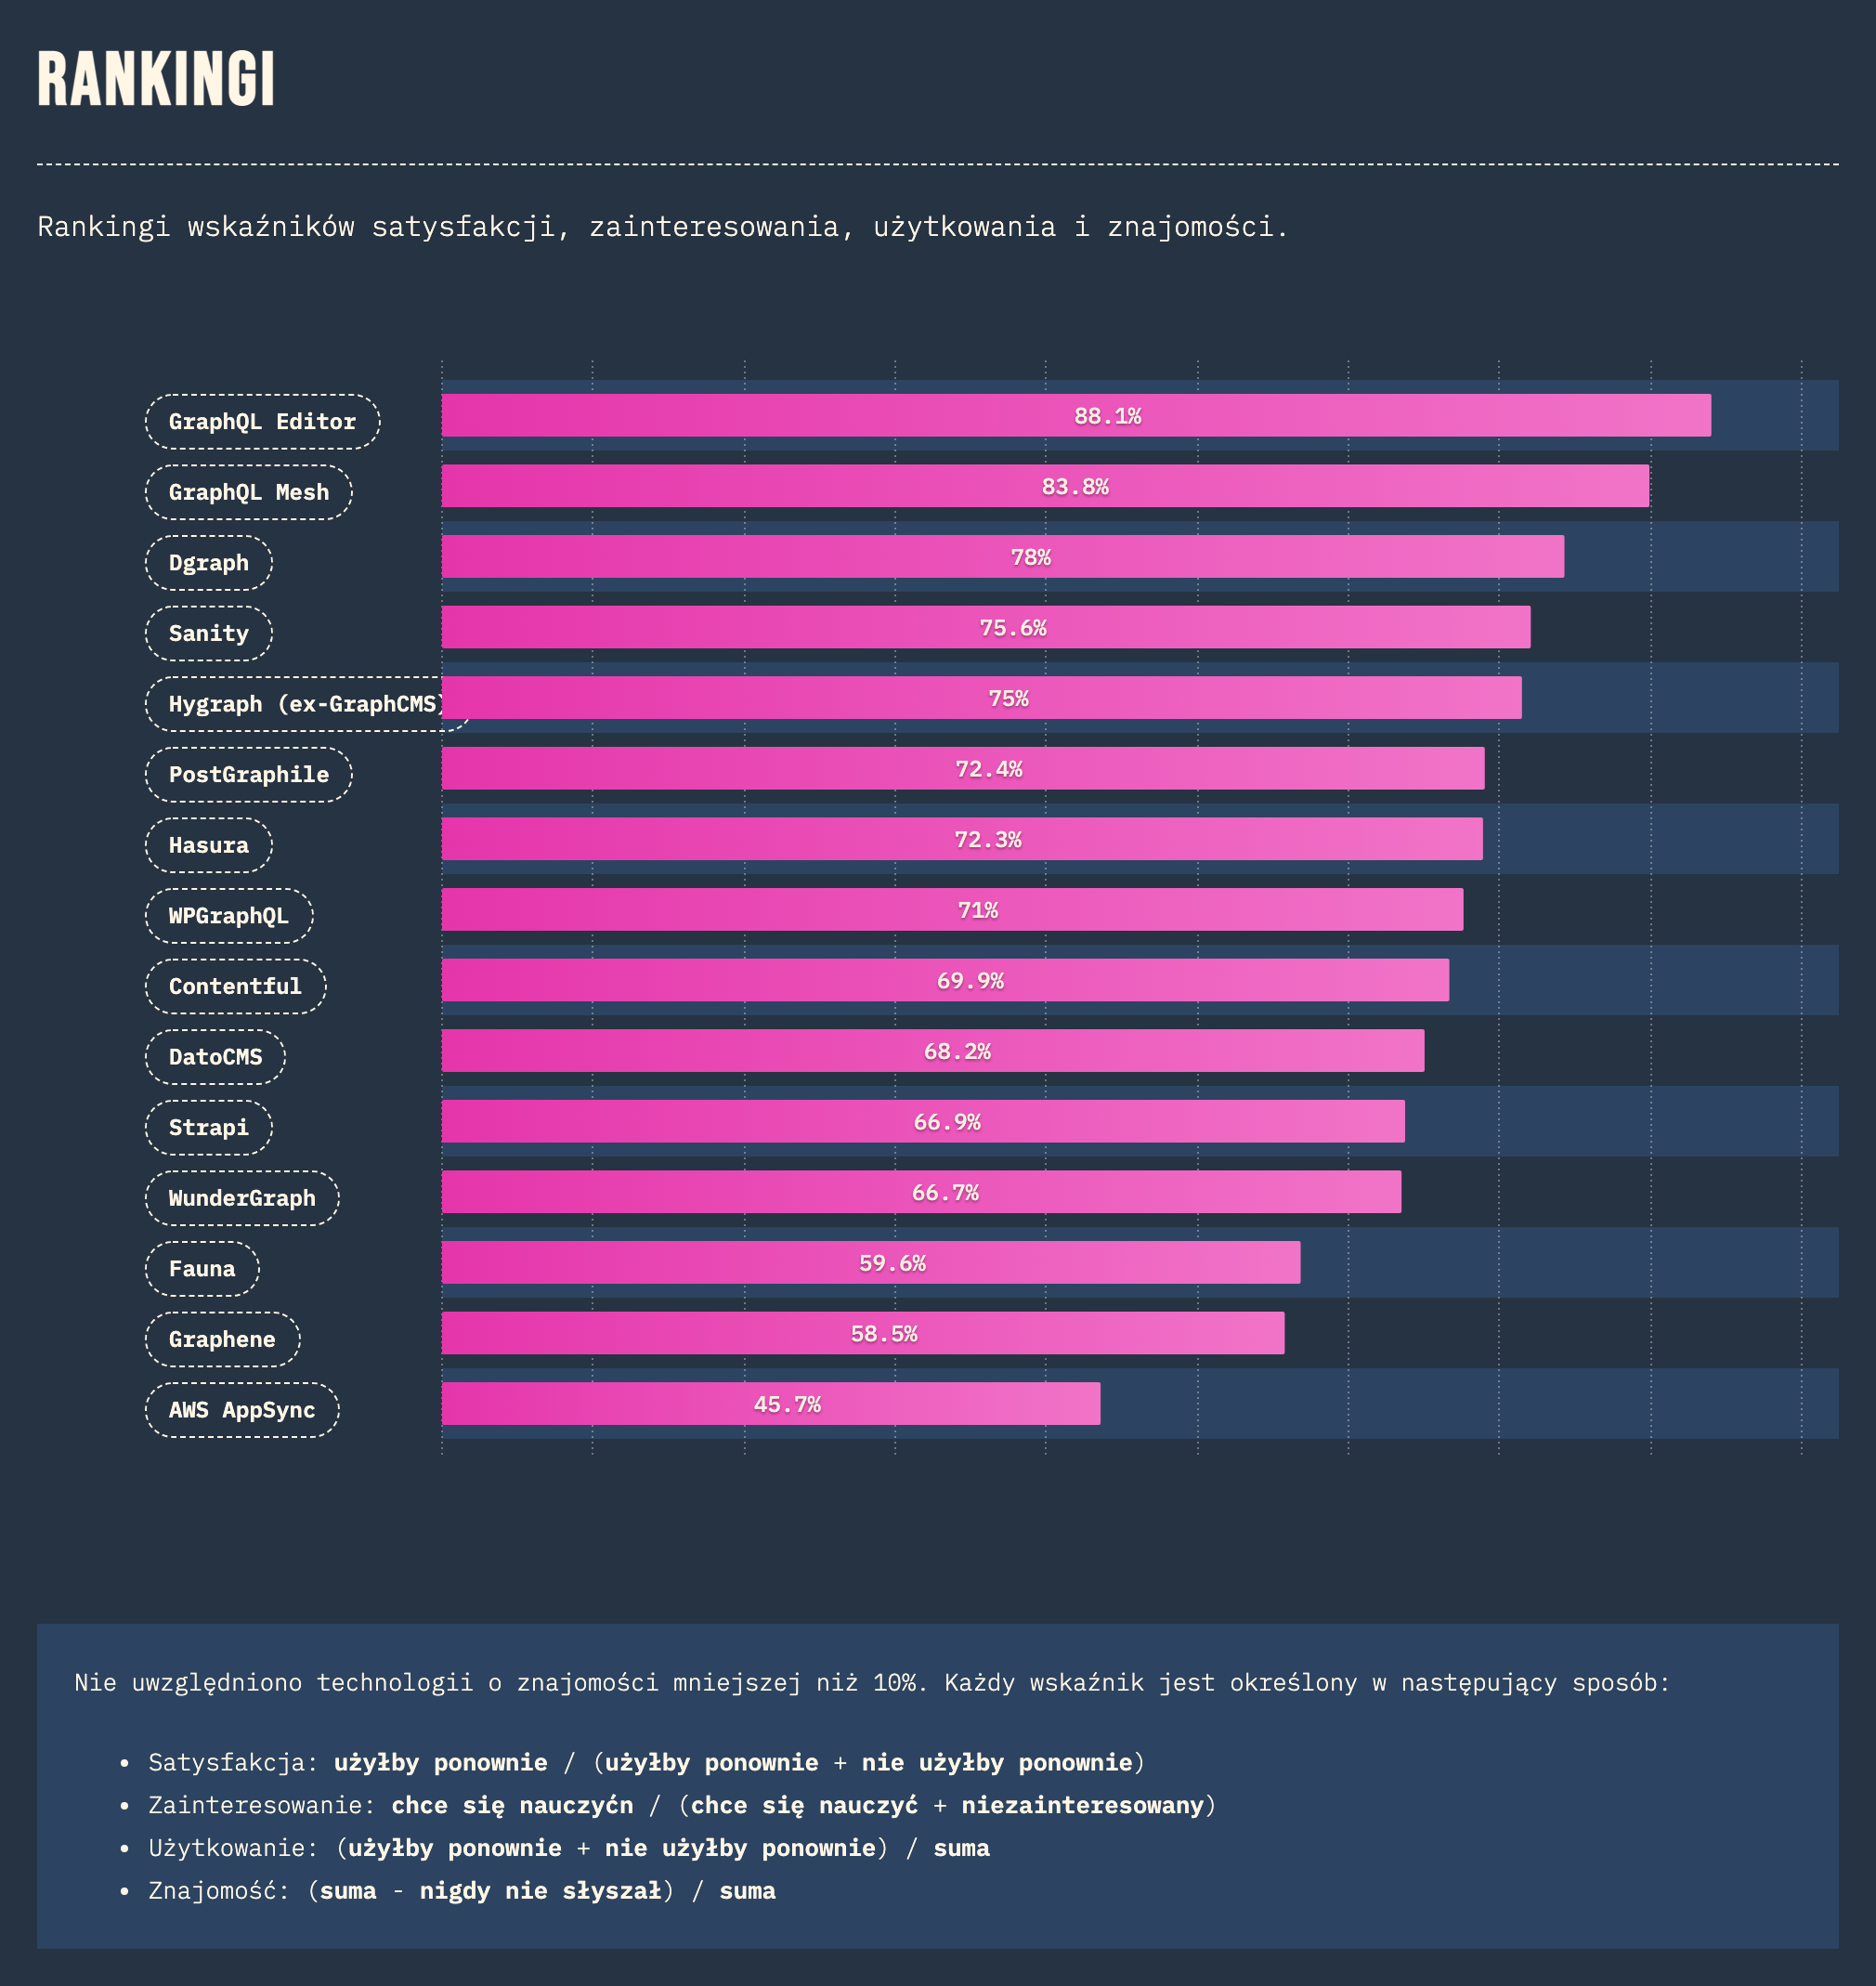 RANKINGI
Rankingi wskaźników satysfakcji, zainteresowania, użytkowania i znajomości.
GraphQL Editor 88.1%
GraphQL Mesh 83.8%
Dgraph 78%
Sanity 75.6%
Hygraph (ex-GraphCMS) 75%
PostGraphile 72.4%
Hasura 72.3%
WPGraphQL 71%
Contentful 69.9%
DatoCMS 68.2%
Strapi 66.9%
WunderGraph 66.7%
Fauna 59.6%
Graphene 58.5%
AWS AppSync 45.7%
Nie uwzględniono technologii o znajomości mniejszej niż 10%. Każdy wskaźnik jest określony w następujący sposób:
• Satysfakcja: użyłby ponownie / (użyłby ponownie + nie użyłby ponownie)
• Zainteresowanie: chce się nauczyćn / (chce się nauczyć + niezainteresowany)
• Użytkowanie: (użyłby ponownie + nie użyłby ponownie) / suma
• Znajomość: (suma - nigdy nie słyszał) / suma